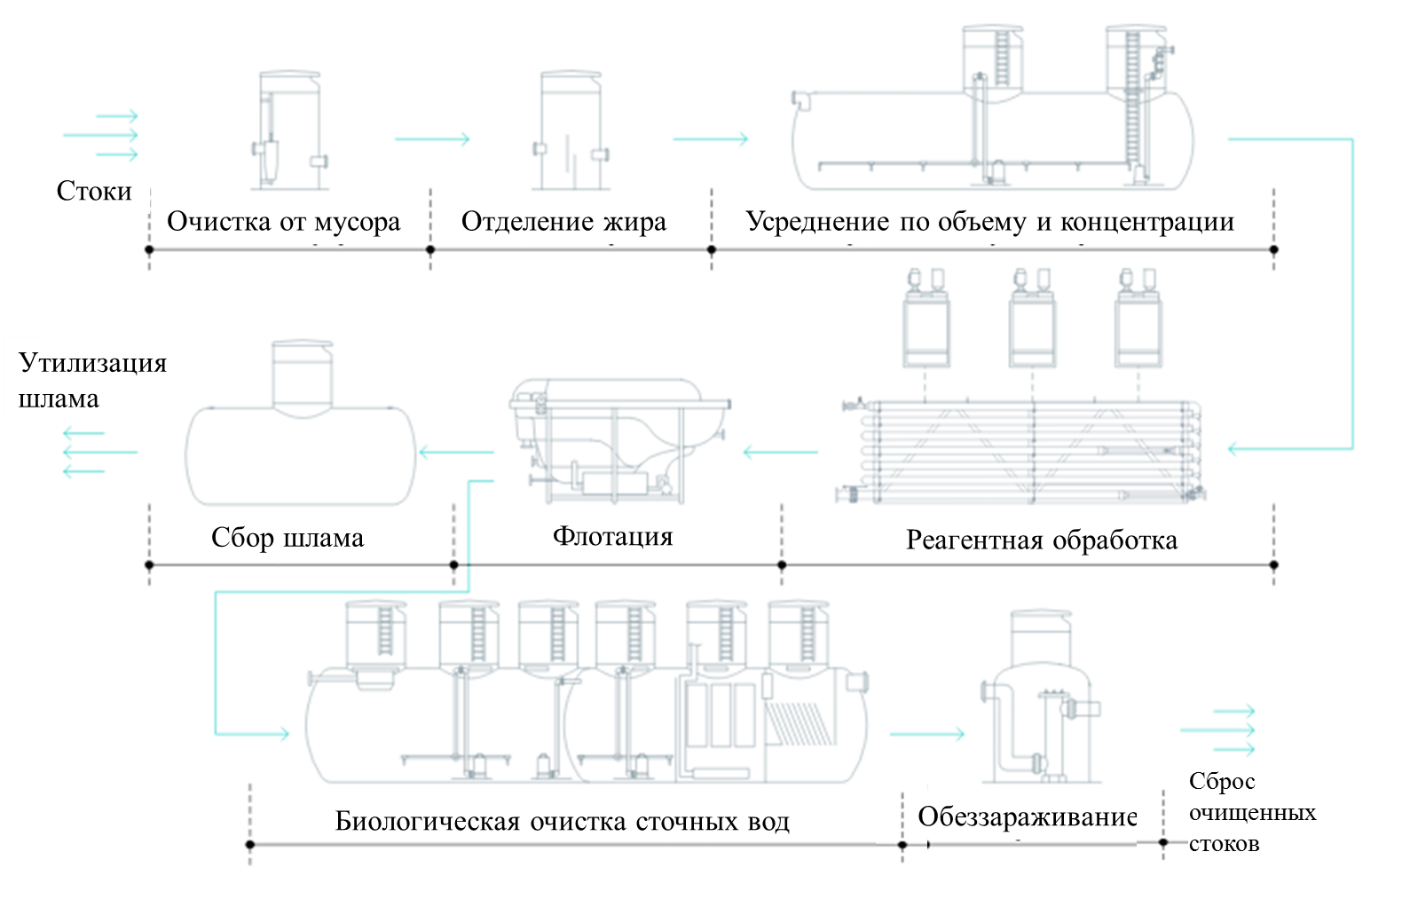 Стоки
Очистка от мусора
Отделение жира
Усреднение по объему и концентрации
Утилизация
шлама
Сбор шлама
Флотация
Реагентная обработка
Биологическая очистка сточных вод
Обеззараживание
Сброс
очищенных
стоков